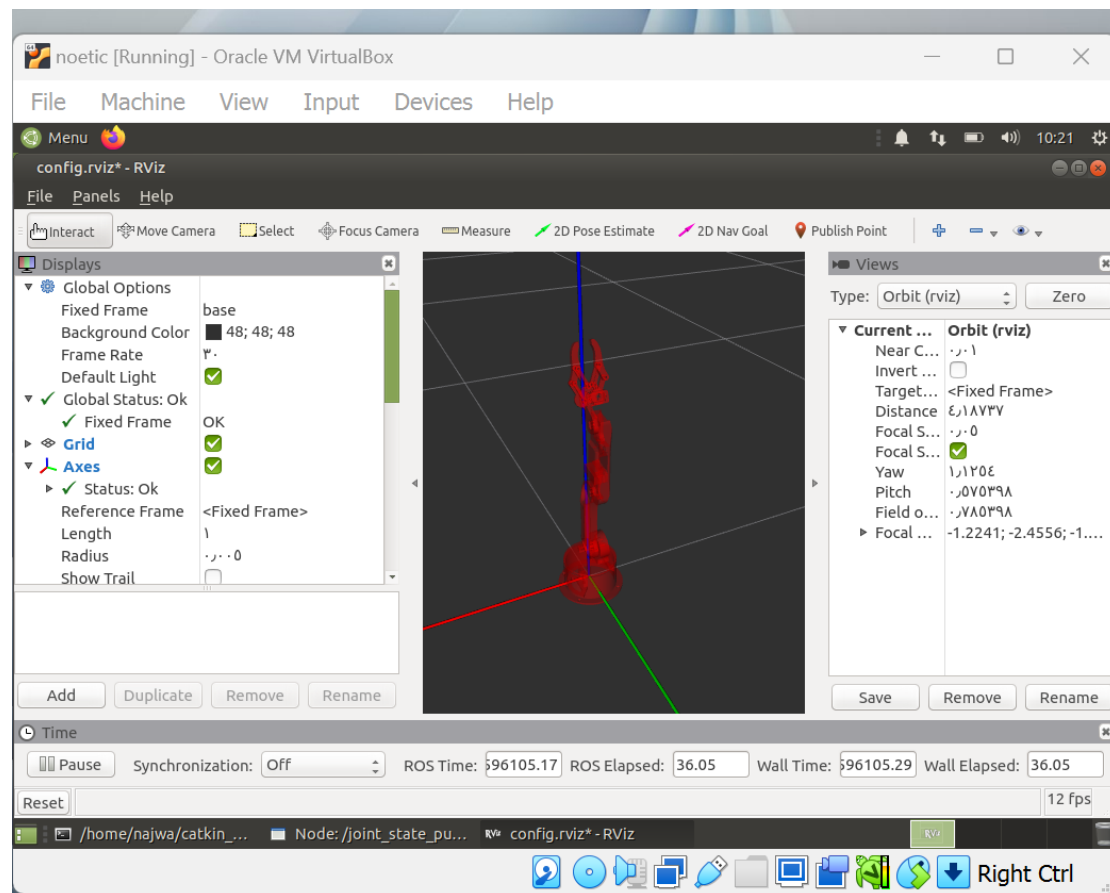 noetic [Running] - Oracle VM VirtualBox
File Machine View Input Devices Help
Menu 10:21
config.rviz* - RViz
File Panels Help
Interact Move Camera Select Focus Camera Measure 2D Pose Estimate 2D Nav Goal Publish Point
Displays
Global Options
Fixed Frame base
Background Color 48; 48; 48
Frame Rate ٣٠
Default Light
Global Status: Ok
Fixed Frame OK
Grid
Axes
Status: Ok
Reference Frame <Fixed Frame>
Length ١
Radius ٠٫٠٥
Show Trail
Add Duplicate Remove Rename
Views
Type: Orbit (rviz) Zero
Current ... Orbit (rviz)
Near C... ٠٫٠١
Invert ...
Target... <Fixed Frame>
Distance ٤٫١٨٧٣٧
Focal S... ٠٫٠٥
Focal S...
Yaw ١٫١٢٥٤
Pitch ٠٫٥٧٥٣٩٨
Field o... ٠٫٧٨٥٣٩٨
Focal ... -1.2241; -2.4556; -1....
Save Remove Rename
Time
Pause Synchronization: Off ROS Time: 596105.17 ROS Elapsed: 36.05 Wall Time: 596105.29 Wall Elapsed: 36.05
Reset 12 fps
/home/najwa/catkin_... Node: /joint_state_pu... RViz config.rviz* - RViz RViz
Right Ctrl